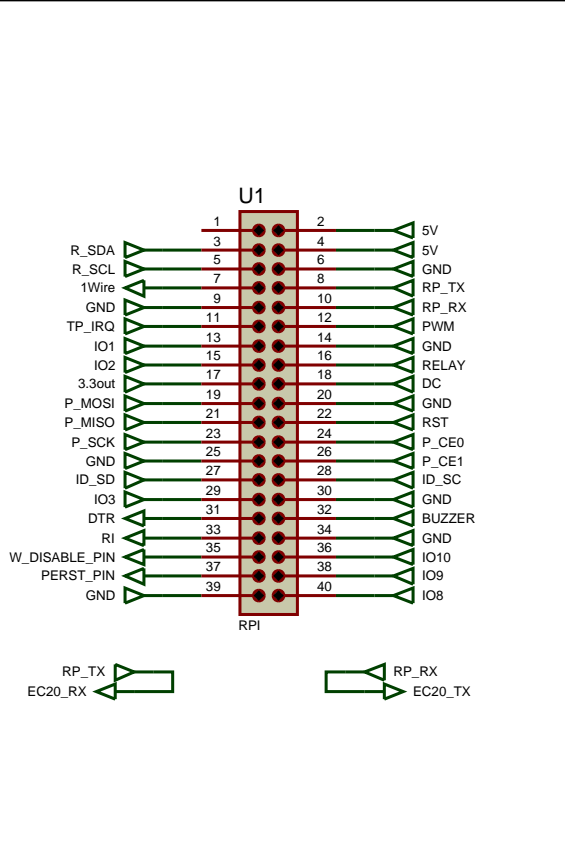 U1
1 2 5V
R_SDA 3 4 5V
R_SCL 5 6 GND
1Wire 7 8 RP_TX
GND 9 10 RP_RX
TP_IRQ 11 12 PWM
IO1 13 14 GND
IO2 15 16 RELAY
3.3out 17 18 DC
P_MOSI 19 20 GND
P_MISO 21 22 RST
P_SCK 23 24 P_CE0
GND 25 26 P_CE1
ID_SD 27 28 ID_SC
IO3 29 30 GND
DTR 31 32 BUZZER
RI 33 34 GND
W_DISABLE_PIN 35 36 IO10
PERST_PIN 37 38 IO9
GND 39 40 IO8
RPI
RP_TX RP_RX
EC20_RX EC20_TX